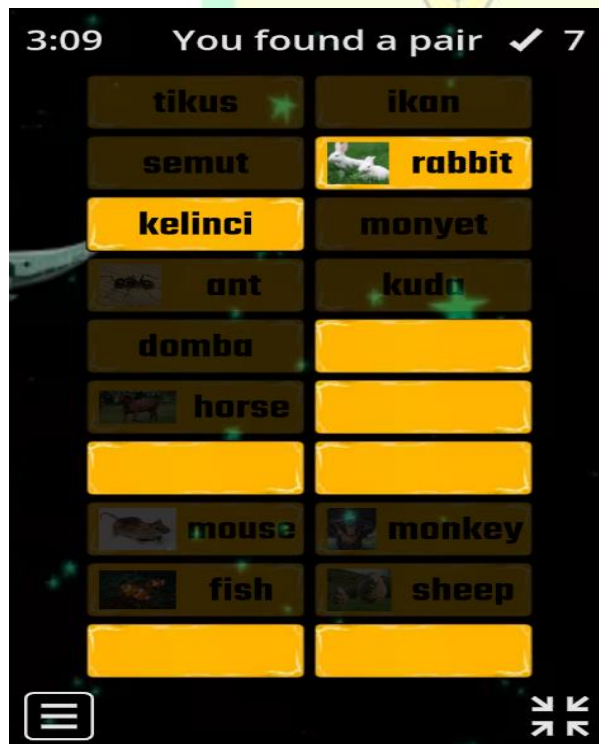 3:09 You found a pair ✓ 7
tikus ikan
semut rabbit
kelinci monyet
ant kuda
domba
horse
mouse monkey
fish sheep